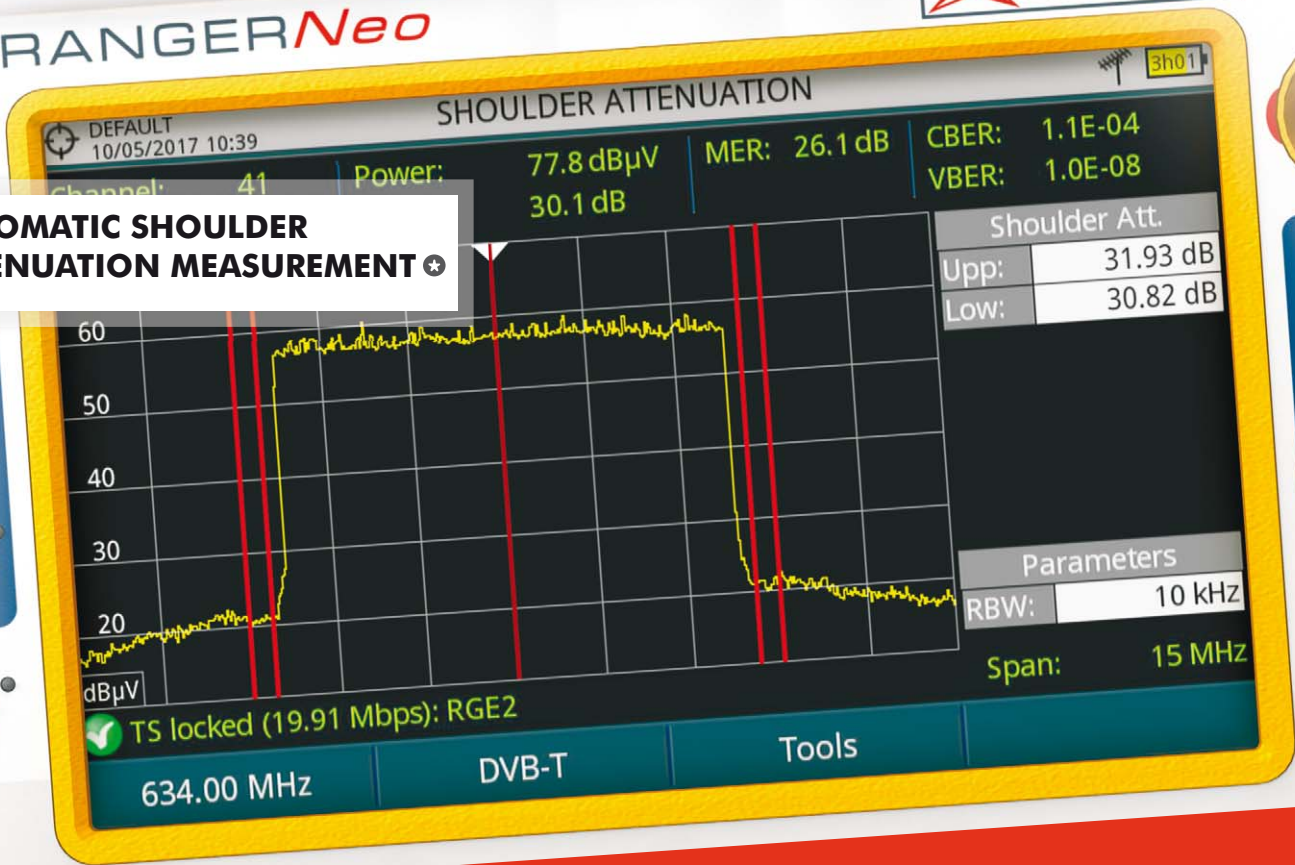 RANGERNeo
DEFAULT
10/05/2017 10:39
SHOULDER ATTENUATION
3h01
Channel: 41
Power: 77.8 dBµV
30.1 dB
MER: 26.1 dB
CBER: 1.1E-04
VBER: 1.0E-08
OMATIC SHOULDER
ENUATION MEASUREMENT
Shoulder Att.
Upp: 31.93 dB
Low: 30.82 dB
60
50
40
30
20
dBµV
Parameters
RBW: 10 kHz
Span: 15 MHz
TS locked (19.91 Mbps): RGE2
634.00 MHz
DVB-T
Tools